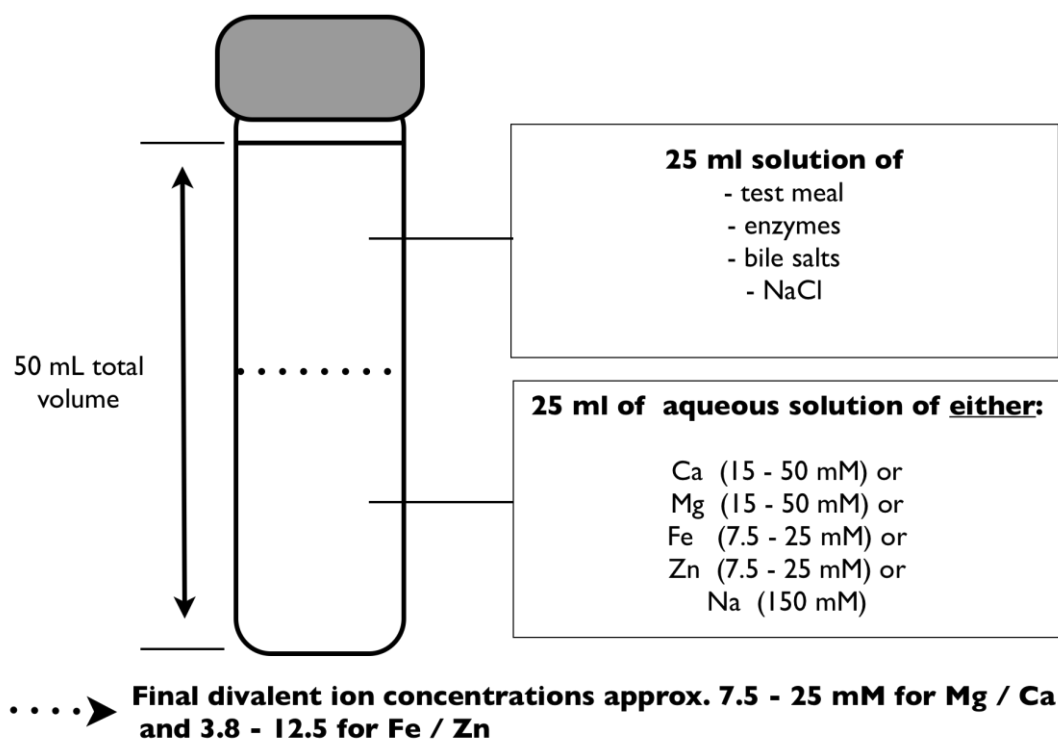 25 ml solution of
- test meal
- enzymes
- bile salts
- NaCl
50 mL total
volume
25 ml of aqueous solution of either:
Ca (15 - 50 mM) or
Mg (15 - 50 mM) or
Fe (7.5 - 25 mM) or
Zn (7.5 - 25 mM) or
Na (150 mM)
Final divalent ion concentrations approx. 7.5 - 25 mM for Mg / Ca
and 3.8 - 12.5 for Fe / Zn